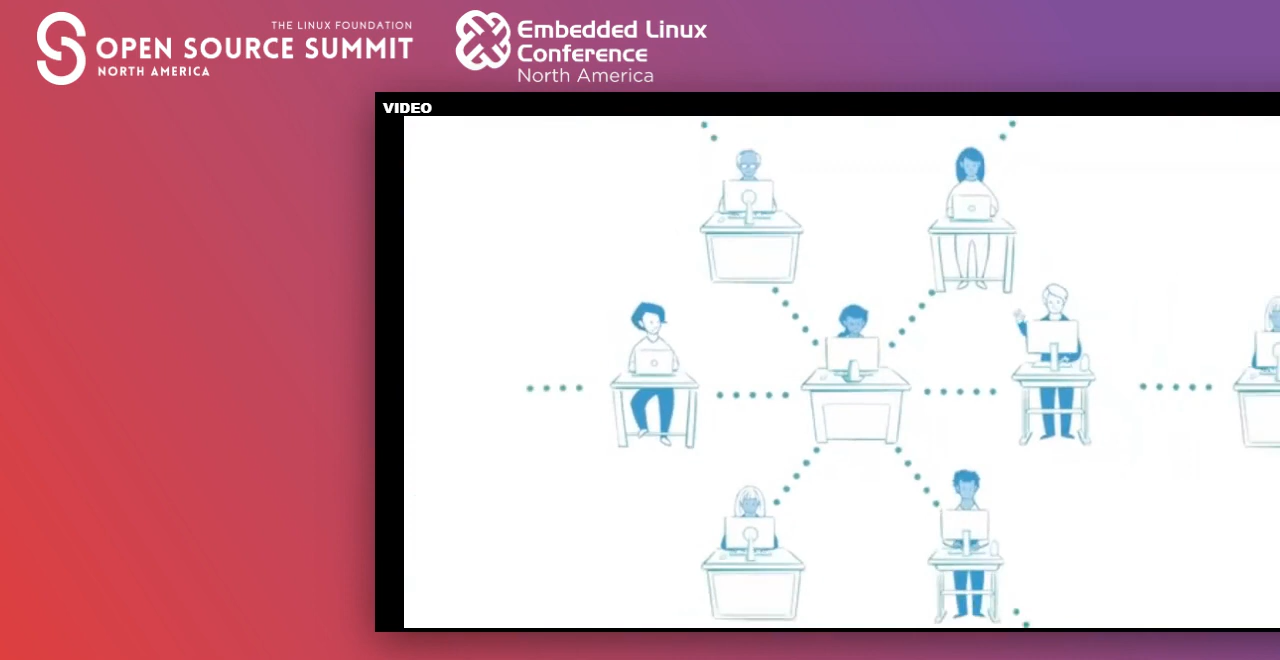 THE LINUX FOUNDATION
OPEN SOURCE SUMMIT
NORTH AMERICA
Embedded Linux
Conference
North America
VIDEO